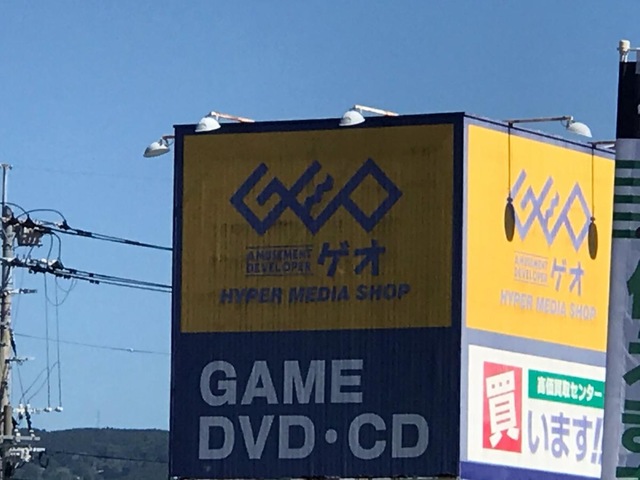 GEO
AMUSEMENT
DEVELOPER
ゲオ
HYPER MEDIA SHOP
GAME
DVD・CD
GEO
AMUSEMENT
DEVELOPER
ゲオ
HYPER MEDIA SHOP
高価買取センター
買います!!